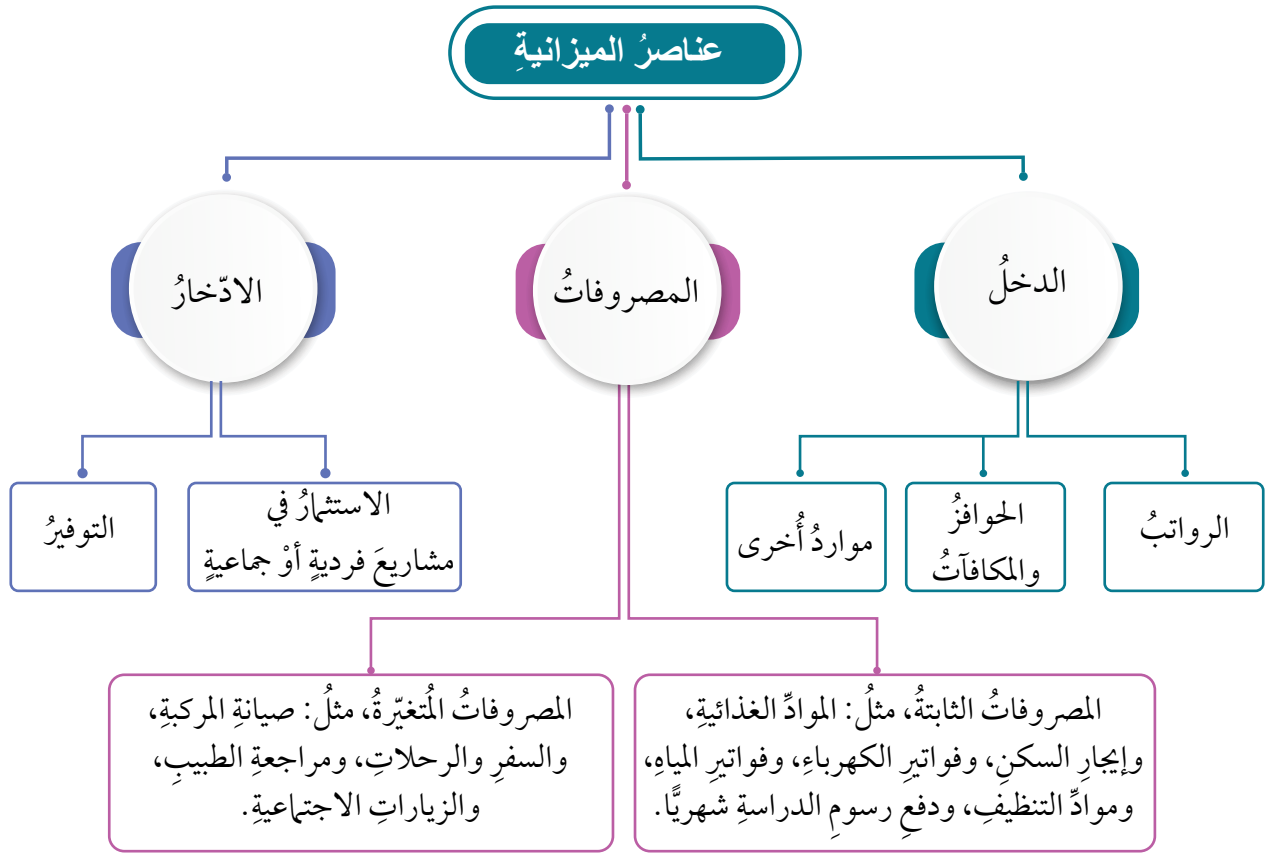 عناصرُ الميزانيةِ
الدخلُ
المصروفاتُ
الادّخارُ
الرواتبُ
الحوافزُ
والمكافآتُ
مواردُ أُخرى
الاستثمارُ في
مشاريعَ فرديةٍ أوْ جماعيةٍ
التوفيرُ
المصروفاتُ الثابتةُ، مثلُ: الموادِّ الغذائيةِ،
وإيجارِ السكنِ، وفواتيرِ الكهرباءِ، وفواتيرِ المياهِ،
وموادِّ التنظيفِ، ودفعِ رسومِ الدراسةِ شهريًّا.
المصروفاتُ المُتغيّرةُ، مثلُ: صيانةِ المركبةِ،
والسفرِ والرحلاتِ، ومراجعةِ الطبيبِ،
والزياراتِ الاجتماعيةِ.